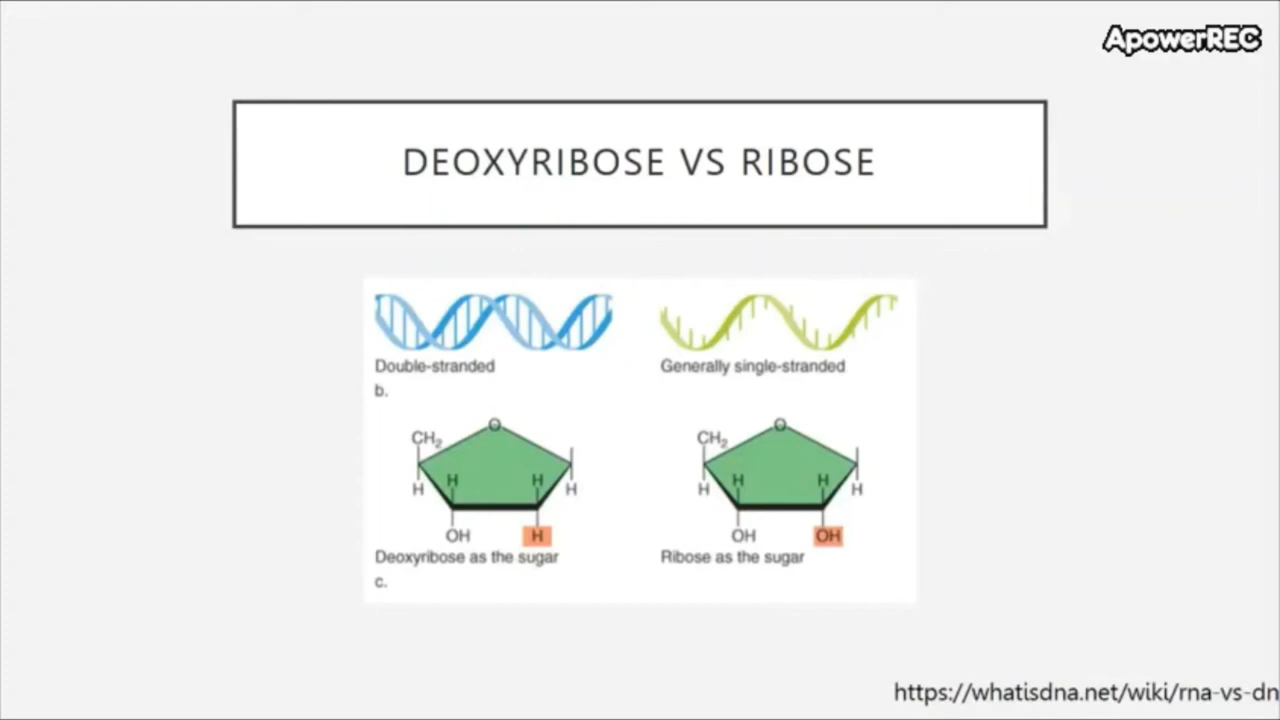 ApowerREC
DEOXYRIBOSE VS RIBOSE
Double-stranded
Generally single-stranded
b.
O
CH₂
H
H
H
H
OH
H
Deoxyribose as the sugar
O
CH₂
H
H
H
H
OH
OH
Ribose as the sugar
c.
https://whatisdna.net/wiki/rna-vs-dn